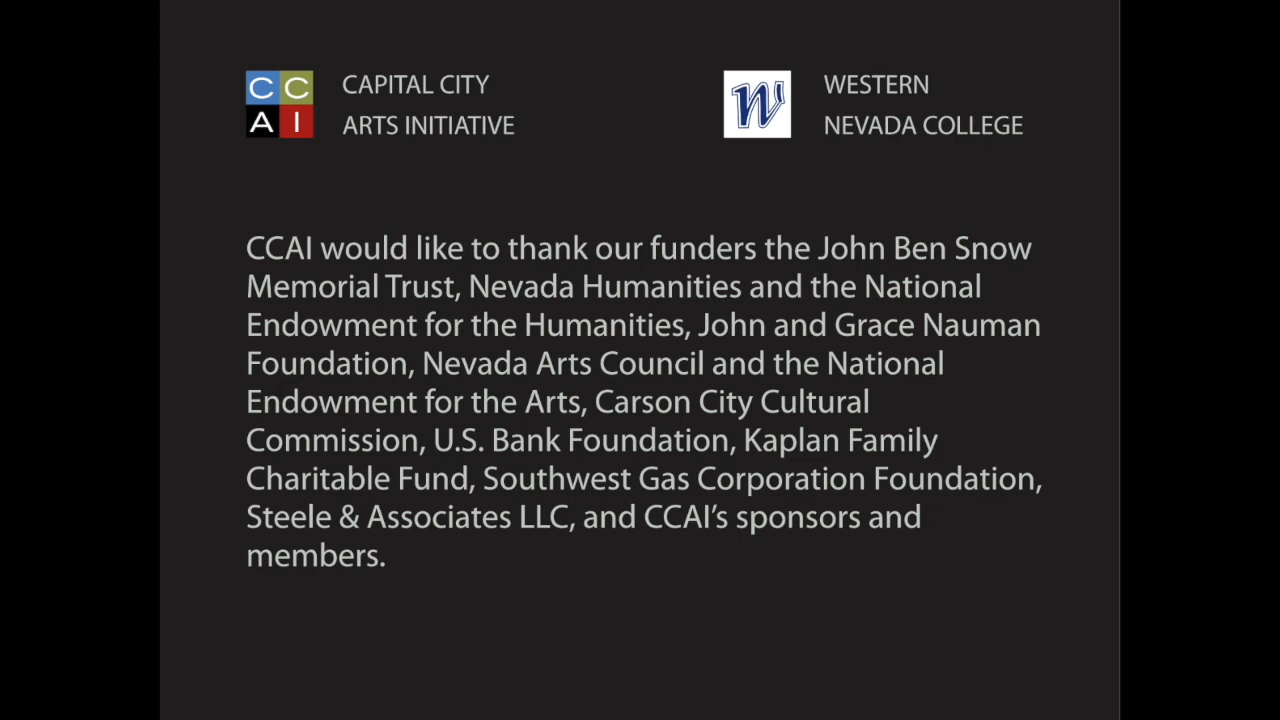 CC
AI
CAPITAL CITY
ARTS INITIATIVE
W
WESTERN
NEVADA COLLEGE
CCAI would like to thank our funders the John Ben Snow
Memorial Trust, Nevada Humanities and the National
Endowment for the Humanities, John and Grace Nauman
Foundation, Nevada Arts Council and the National
Endowment for the Arts, Carson City Cultural
Commission, U.S. Bank Foundation, Kaplan Family
Charitable Fund, Southwest Gas Corporation Foundation,
Steele & Associates LLC, and CCAI’s sponsors and
members.